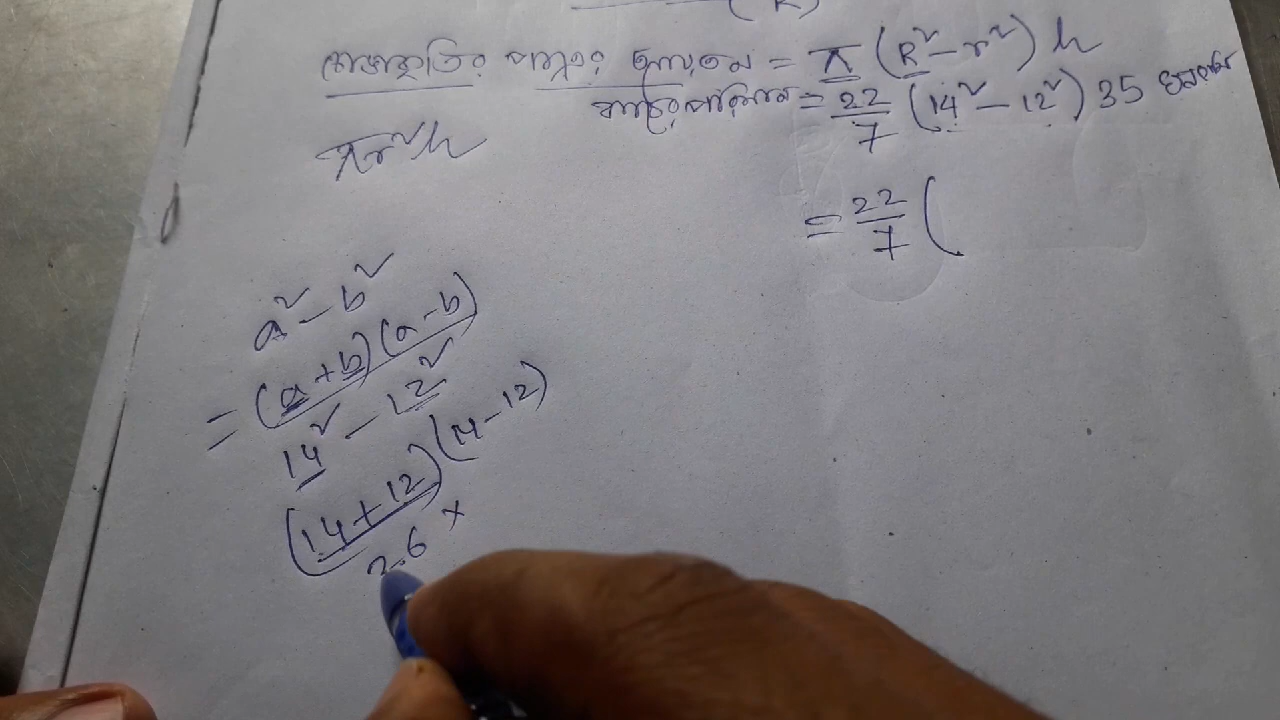 (R)
আয়তন = π (R² - r²) h
= 22/7 (14² - 12²) 35 ঘন
πr²h
= 22/7 (
a² - b²
= (a+b)(a-b)
14² - 12²
(14+12)(14-12)
26 ×